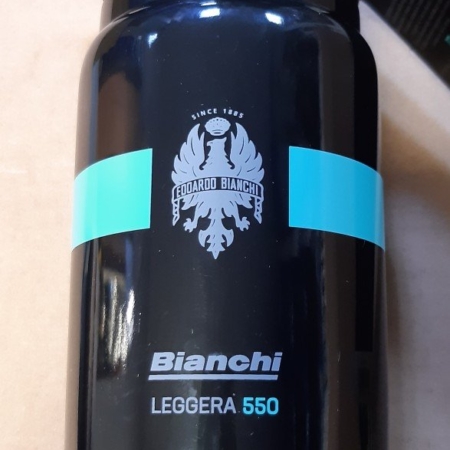 SINCE 1885
EDOARDO BIANCHI
Bianchi
LEGGERA 550